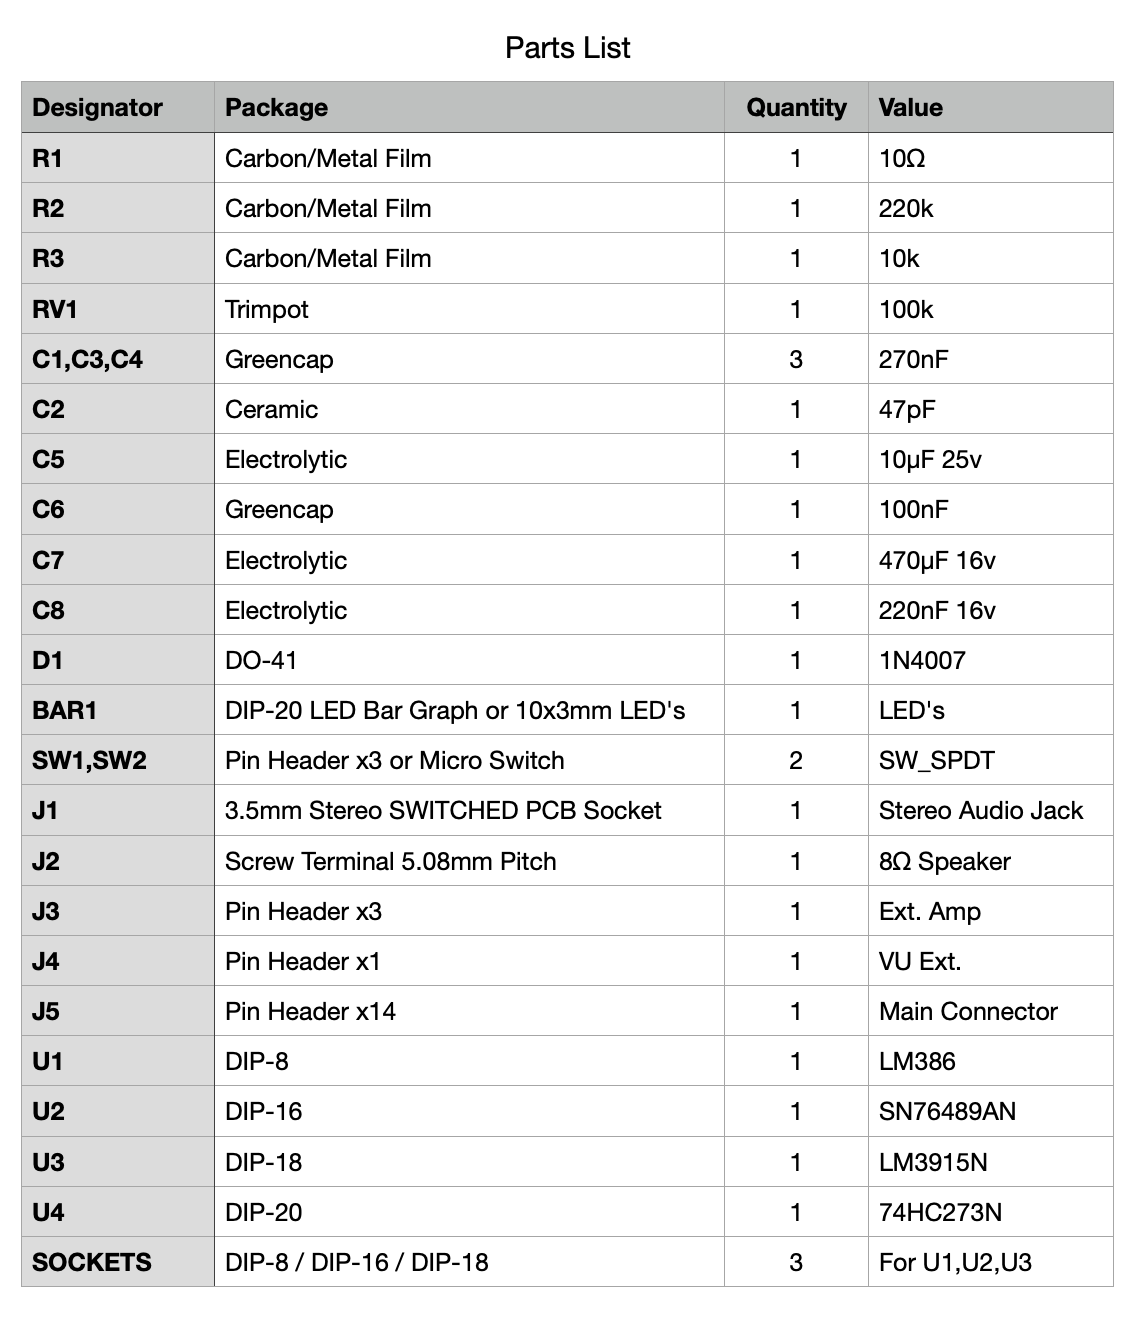 Parts List
Designator Package Quantity Value
R1 Carbon/Metal Film 1 10Ω
R2 Carbon/Metal Film 1 220k
R3 Carbon/Metal Film 1 10k
RV1 Trimpot 1 100k
C1,C3,C4 Greencap 3 270nF
C2 Ceramic 1 47pF
C5 Electrolytic 1 10µF 25v
C6 Greencap 1 100nF
C7 Electrolytic 1 470µF 16v
C8 Electrolytic 1 220nF 16v
D1 DO-41 1 1N4007
BAR1 DIP-20 LED Bar Graph or 10x3mm LED's 1 LED's
SW1,SW2 Pin Header x3 or Micro Switch 2 SW_SPDT
J1 3.5mm Stereo SWITCHED PCB Socket 1 Stereo Audio Jack
J2 Screw Terminal 5.08mm Pitch 1 8Ω Speaker
J3 Pin Header x3 1 Ext. Amp
J4 Pin Header x1 1 VU Ext.
J5 Pin Header x14 1 Main Connector
U1 DIP-8 1 LM386
U2 DIP-16 1 SN76489AN
U3 DIP-18 1 LM3915N
U4 DIP-20 1 74HC273N
SOCKETS DIP-8 / DIP-16 / DIP-18 3 For U1,U2,U3